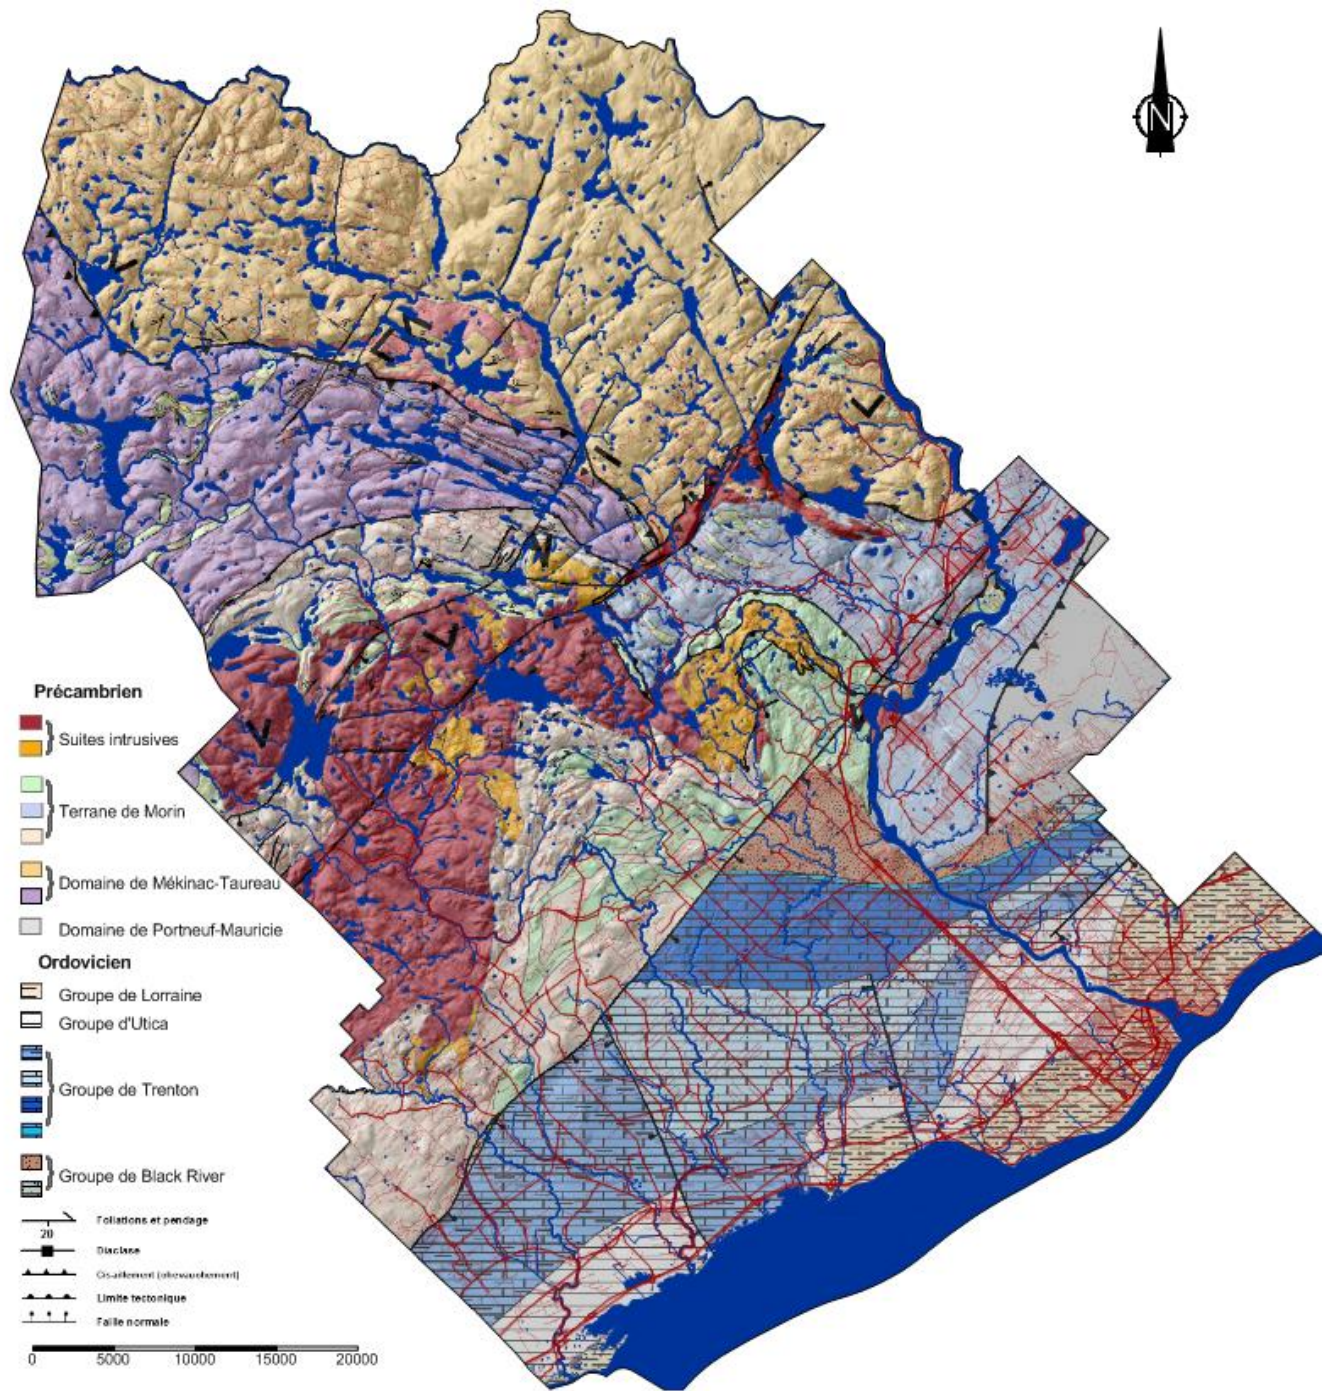 N
Précambrien
Suites intrusives
Terrane de Morin
Domaine de Mékinac-Taureau
Domaine de Portneuf-Mauricie
Ordovicien
Groupe de Lorraine
Groupe d'Utica
Groupe de Trenton
Groupe de Black River
Foliations et pendage
20
Diaclase
Cisaillement (chevauchement)
Limite tectonique
Faille normale
0 5000 10000 15000 20000